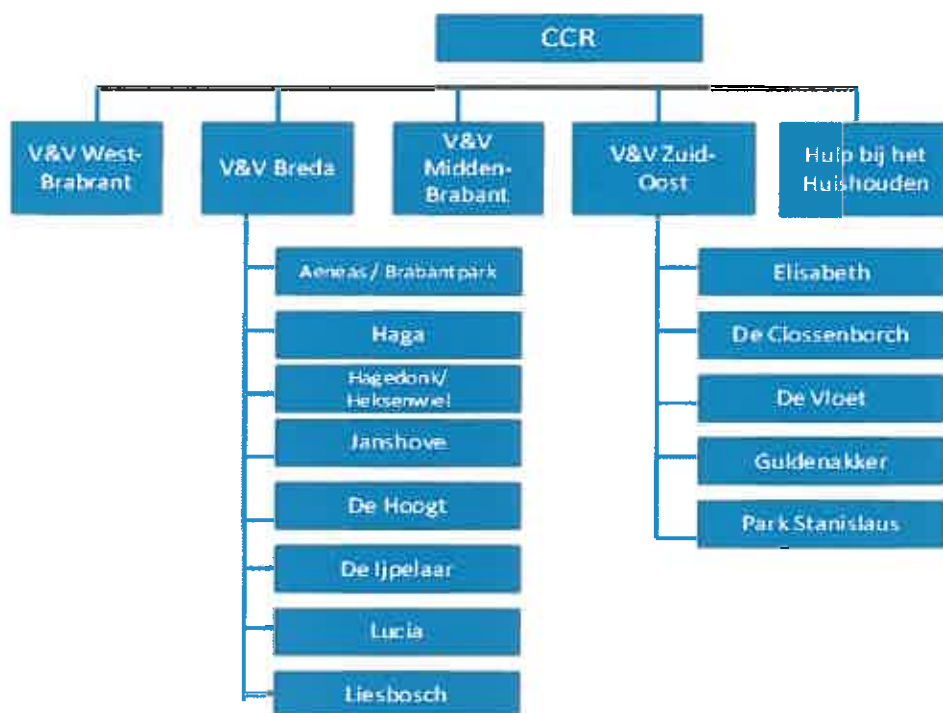 CCR
V&V West-
Brabrant
V&V Breda
V&V
Midden-
Brabant
V&V Zuid-
Oost
Hulp bij het
Huishouden
Aeneas / Brabantpark
Haga
Hagedonk/
Heksenwiel
Janshove
De Hoogt
De Ijpelaar
Lucia
Liesbosch
Elisabeth
De Clossenborch
De Vloet
Guldenakker
Park Stanislaus